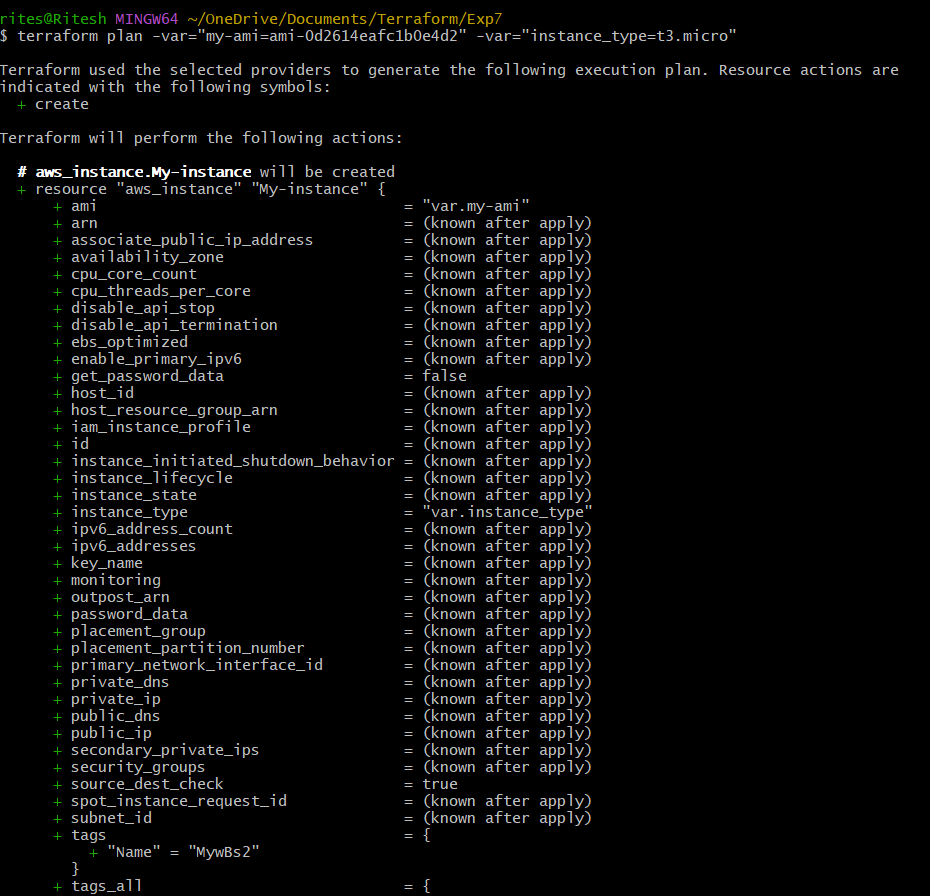 rites@Ritesh MINGW64 ~/OneDrive/Documents/Terraform/Exp7
$ terraform plan -var="my-ami=ami-0d2614eafc1b0e4d2" -var="instance_type=t3.micro"
Terraform used the selected providers to generate the following execution plan. Resource actions are
indicated with the following symbols:
+ create
Terraform will perform the following actions:
# aws_instance.My-instance will be created
+ resource "aws_instance" "My-instance" {
+ ami = "var.my-ami"
+ arn = (known after apply)
+ associate_public_ip_address = (known after apply)
+ availability_zone = (known after apply)
+ cpu_core_count = (known after apply)
+ cpu_threads_per_core = (known after apply)
+ disable_api_stop = (known after apply)
+ disable_api_termination = (known after apply)
+ ebs_optimized = (known after apply)
+ enable_primary_ipv6 = (known after apply)
+ get_password_data = false
+ host_id = (known after apply)
+ host_resource_group_arn = (known after apply)
+ iam_instance_profile = (known after apply)
+ id = (known after apply)
+ instance_initiated_shutdown_behavior = (known after apply)
+ instance_lifecycle = (known after apply)
+ instance_state = (known after apply)
+ instance_type = "var.instance_type"
+ ipv6_address_count = (known after apply)
+ ipv6_addresses = (known after apply)
+ key_name = (known after apply)
+ monitoring = (known after apply)
+ outpost_arn = (known after apply)
+ password_data = (known after apply)
+ placement_group = (known after apply)
+ placement_partition_number = (known after apply)
+ primary_network_interface_id = (known after apply)
+ private_dns = (known after apply)
+ private_ip = (known after apply)
+ public_dns = (known after apply)
+ public_ip = (known after apply)
+ secondary_private_ips = (known after apply)
+ security_groups = (known after apply)
+ source_dest_check = true
+ spot_instance_request_id = (known after apply)
+ subnet_id = (known after apply)
+ tags = {
+ "Name" = "MywBs2"
}
+ tags_all = {